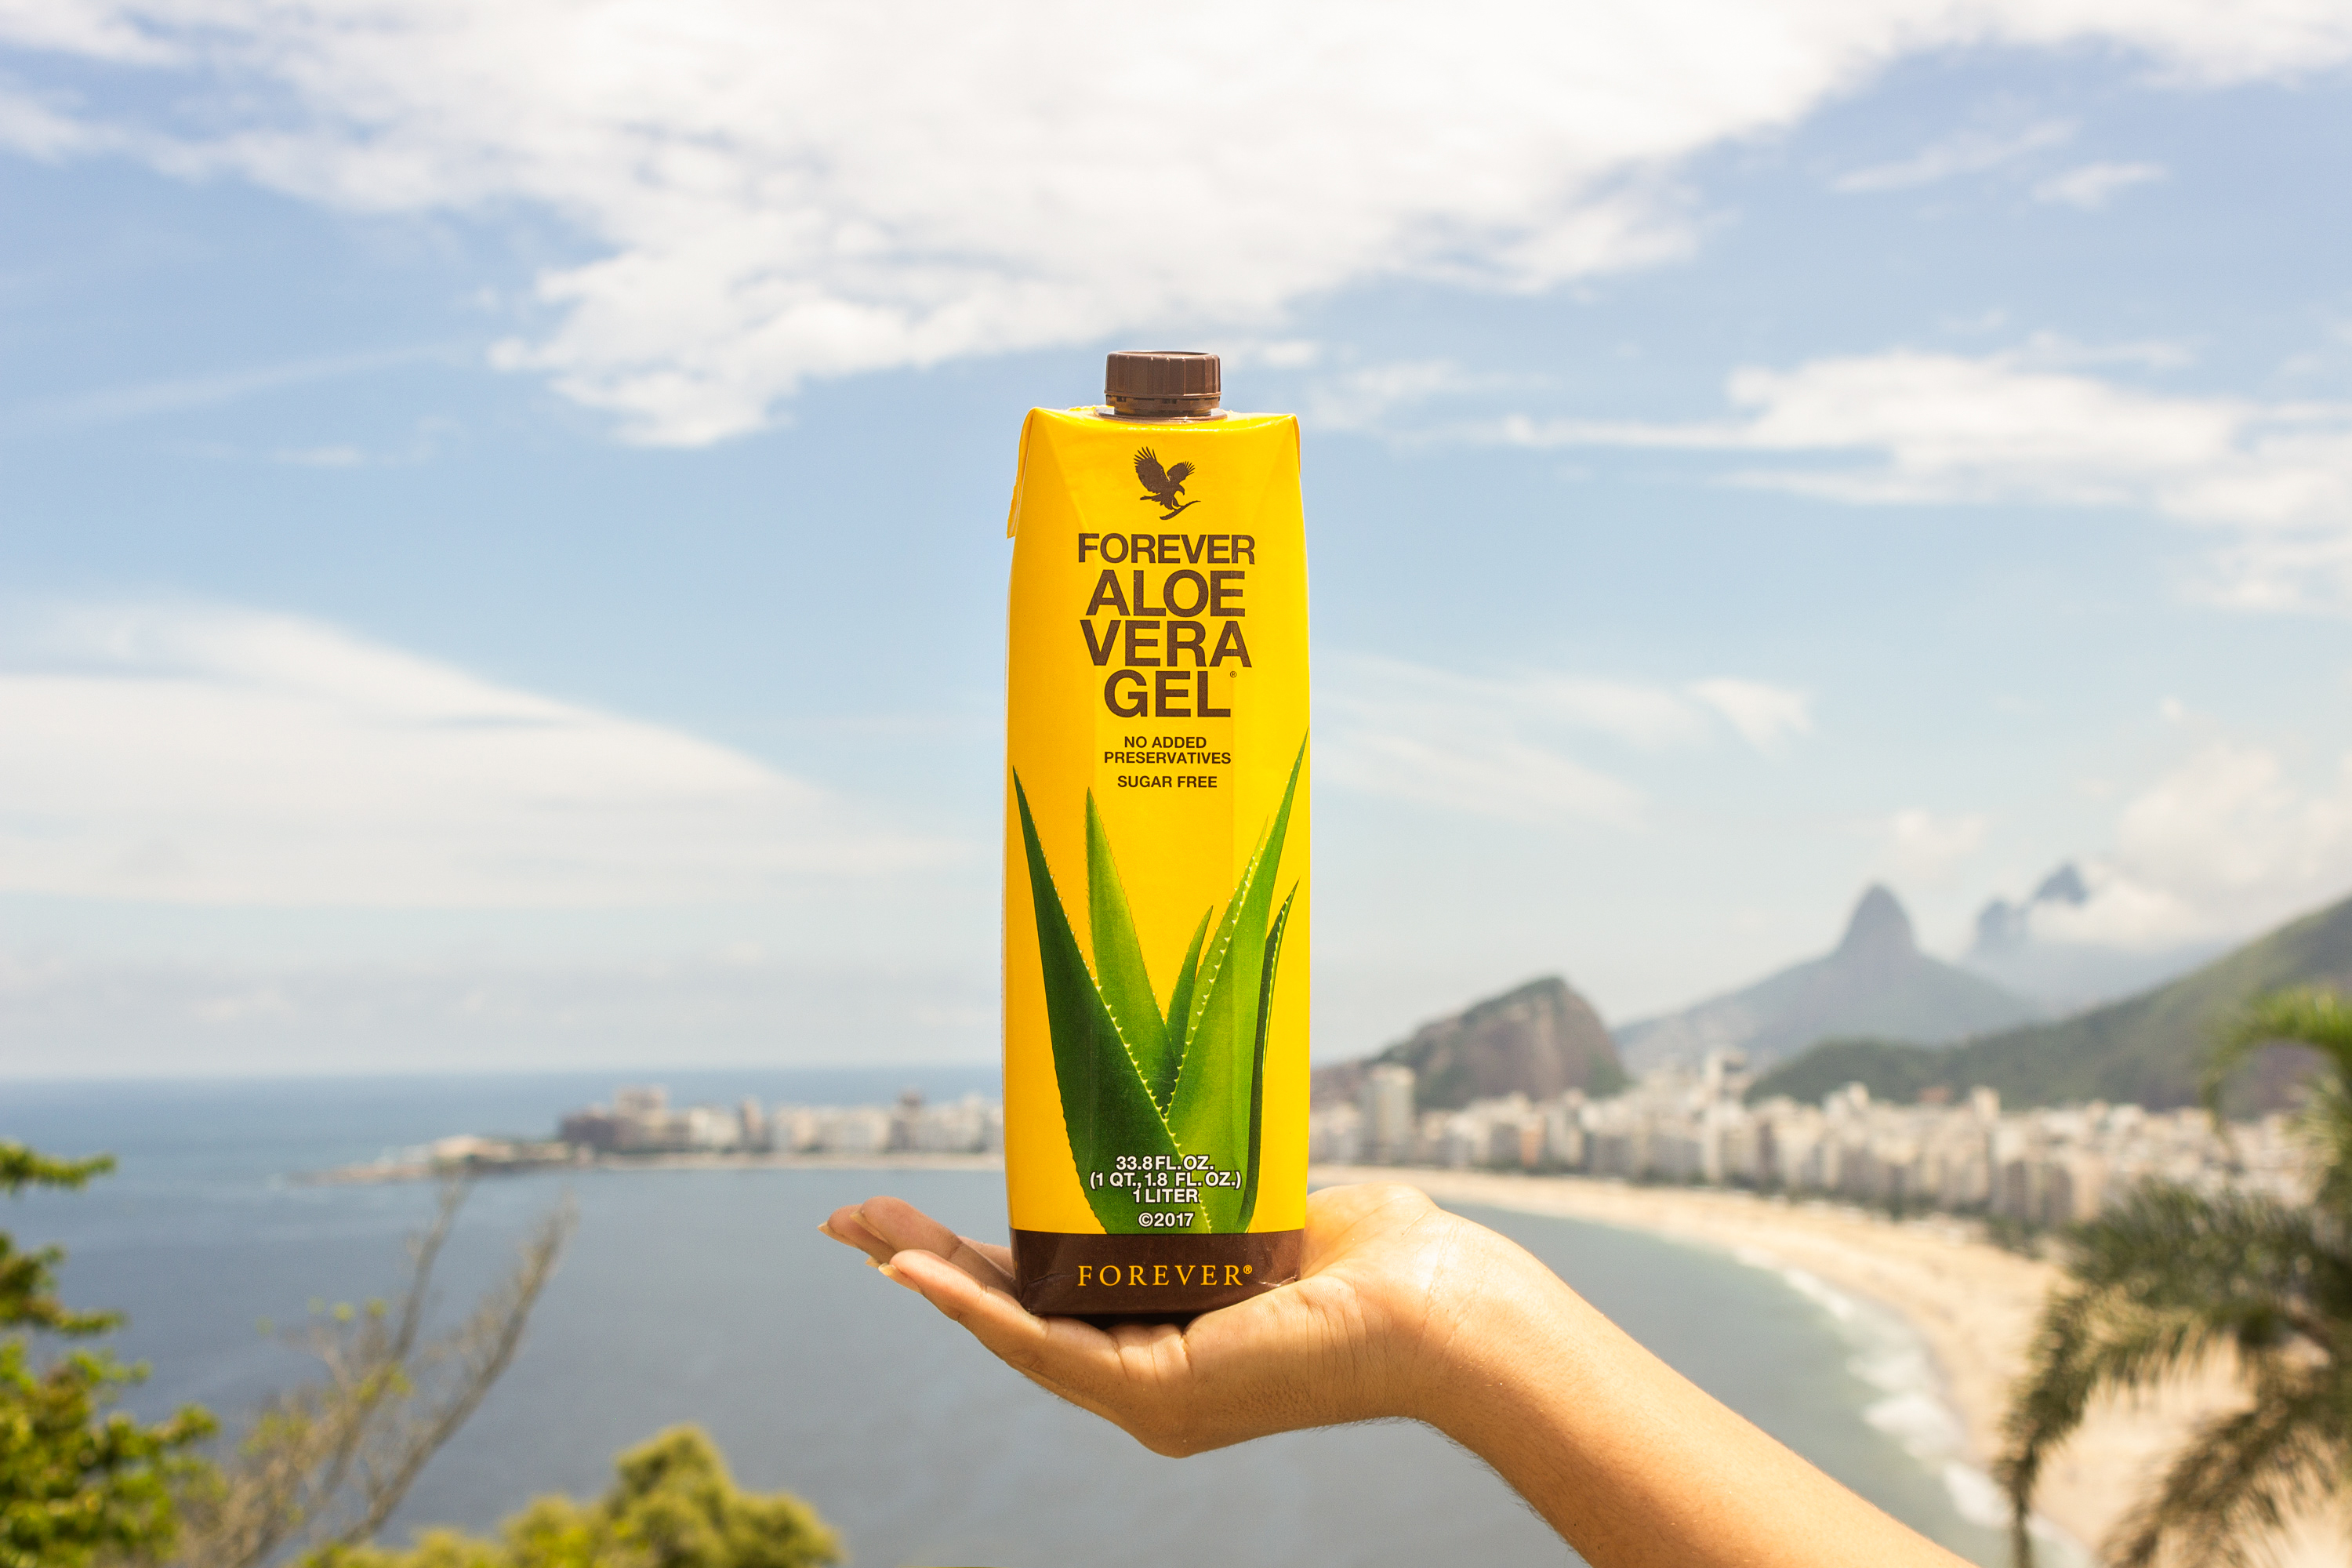 FOREVER
ALOE
VERA
GEL®
NO ADDED
PRESERVATIVES
SUGAR FREE
33.8 FL. OZ.
(1 QT., 1.8 FL. OZ.)
1 LITER
©2017
FOREVER®